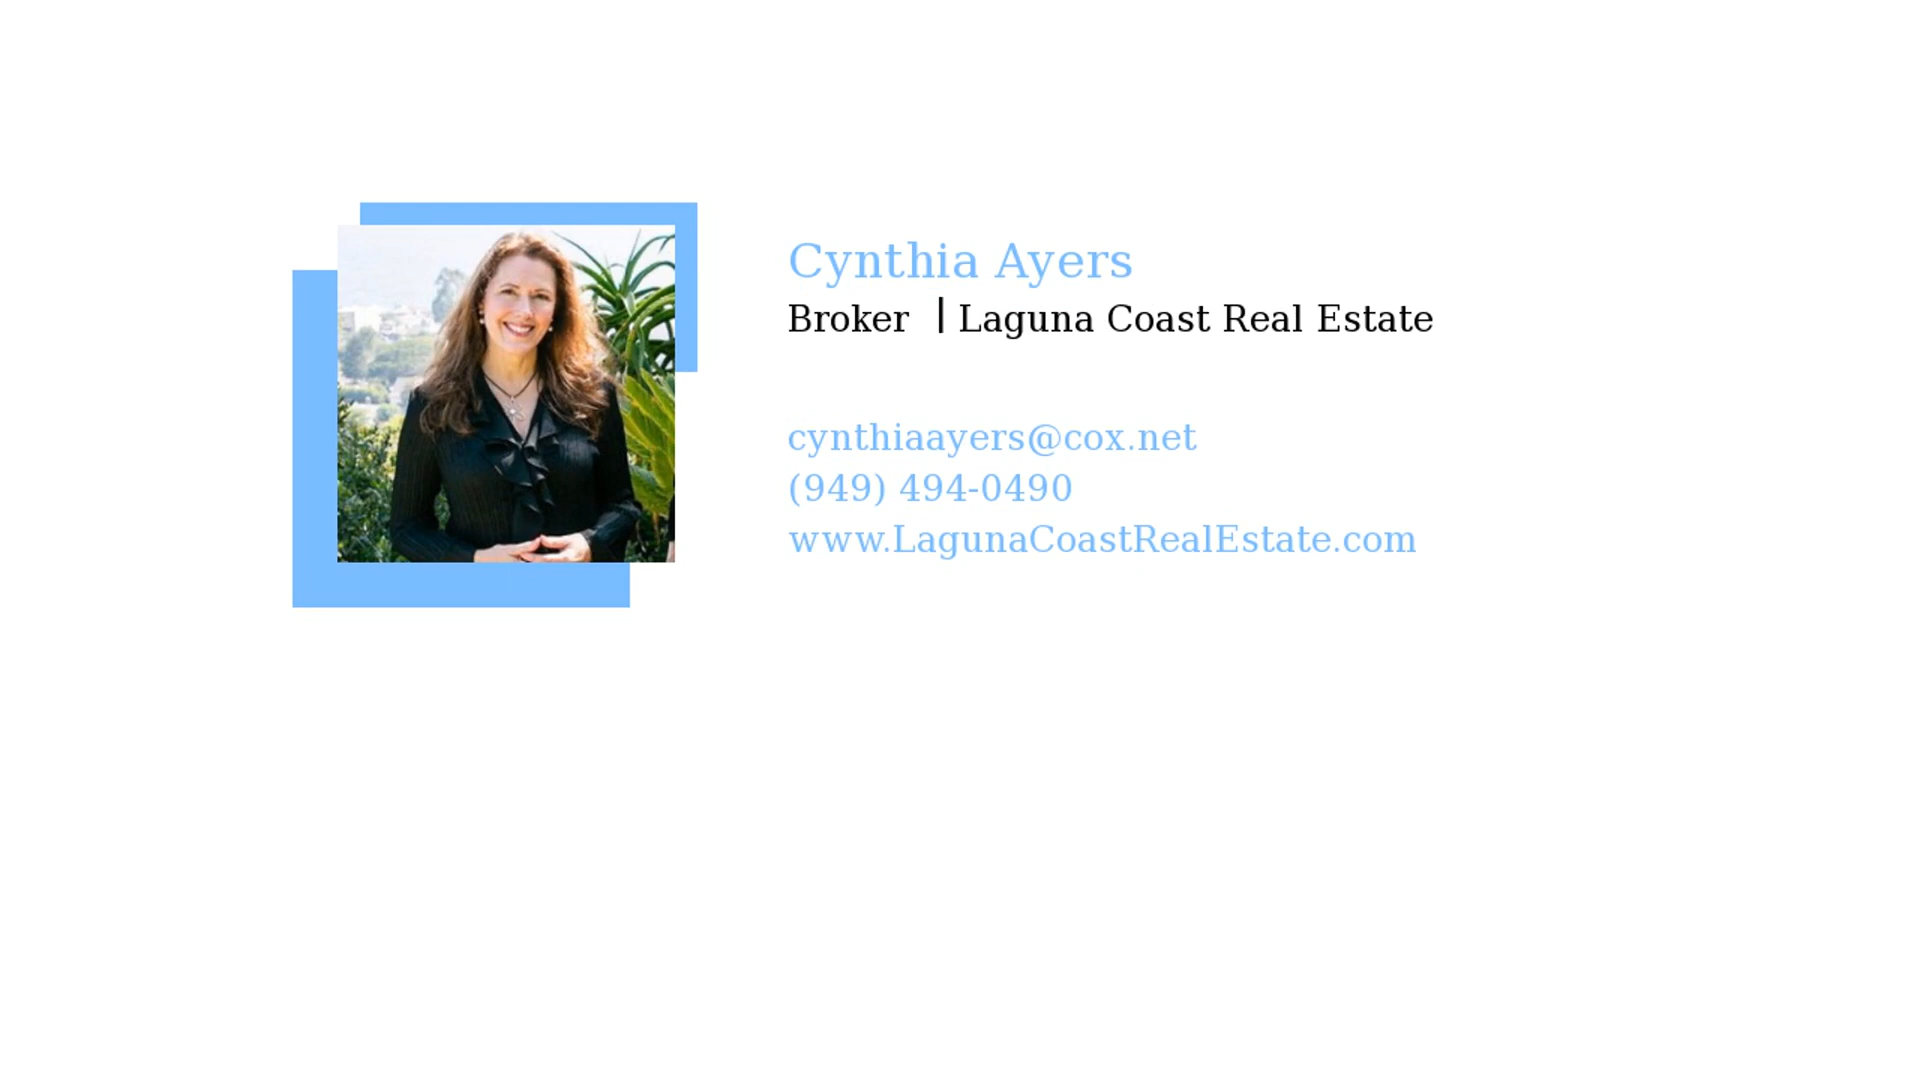 Cynthia Ayers
Broker | Laguna Coast Real Estate
cynthiaayers@cox.net
(949) 494-0490
www.LagunaCoastRealEstate.com